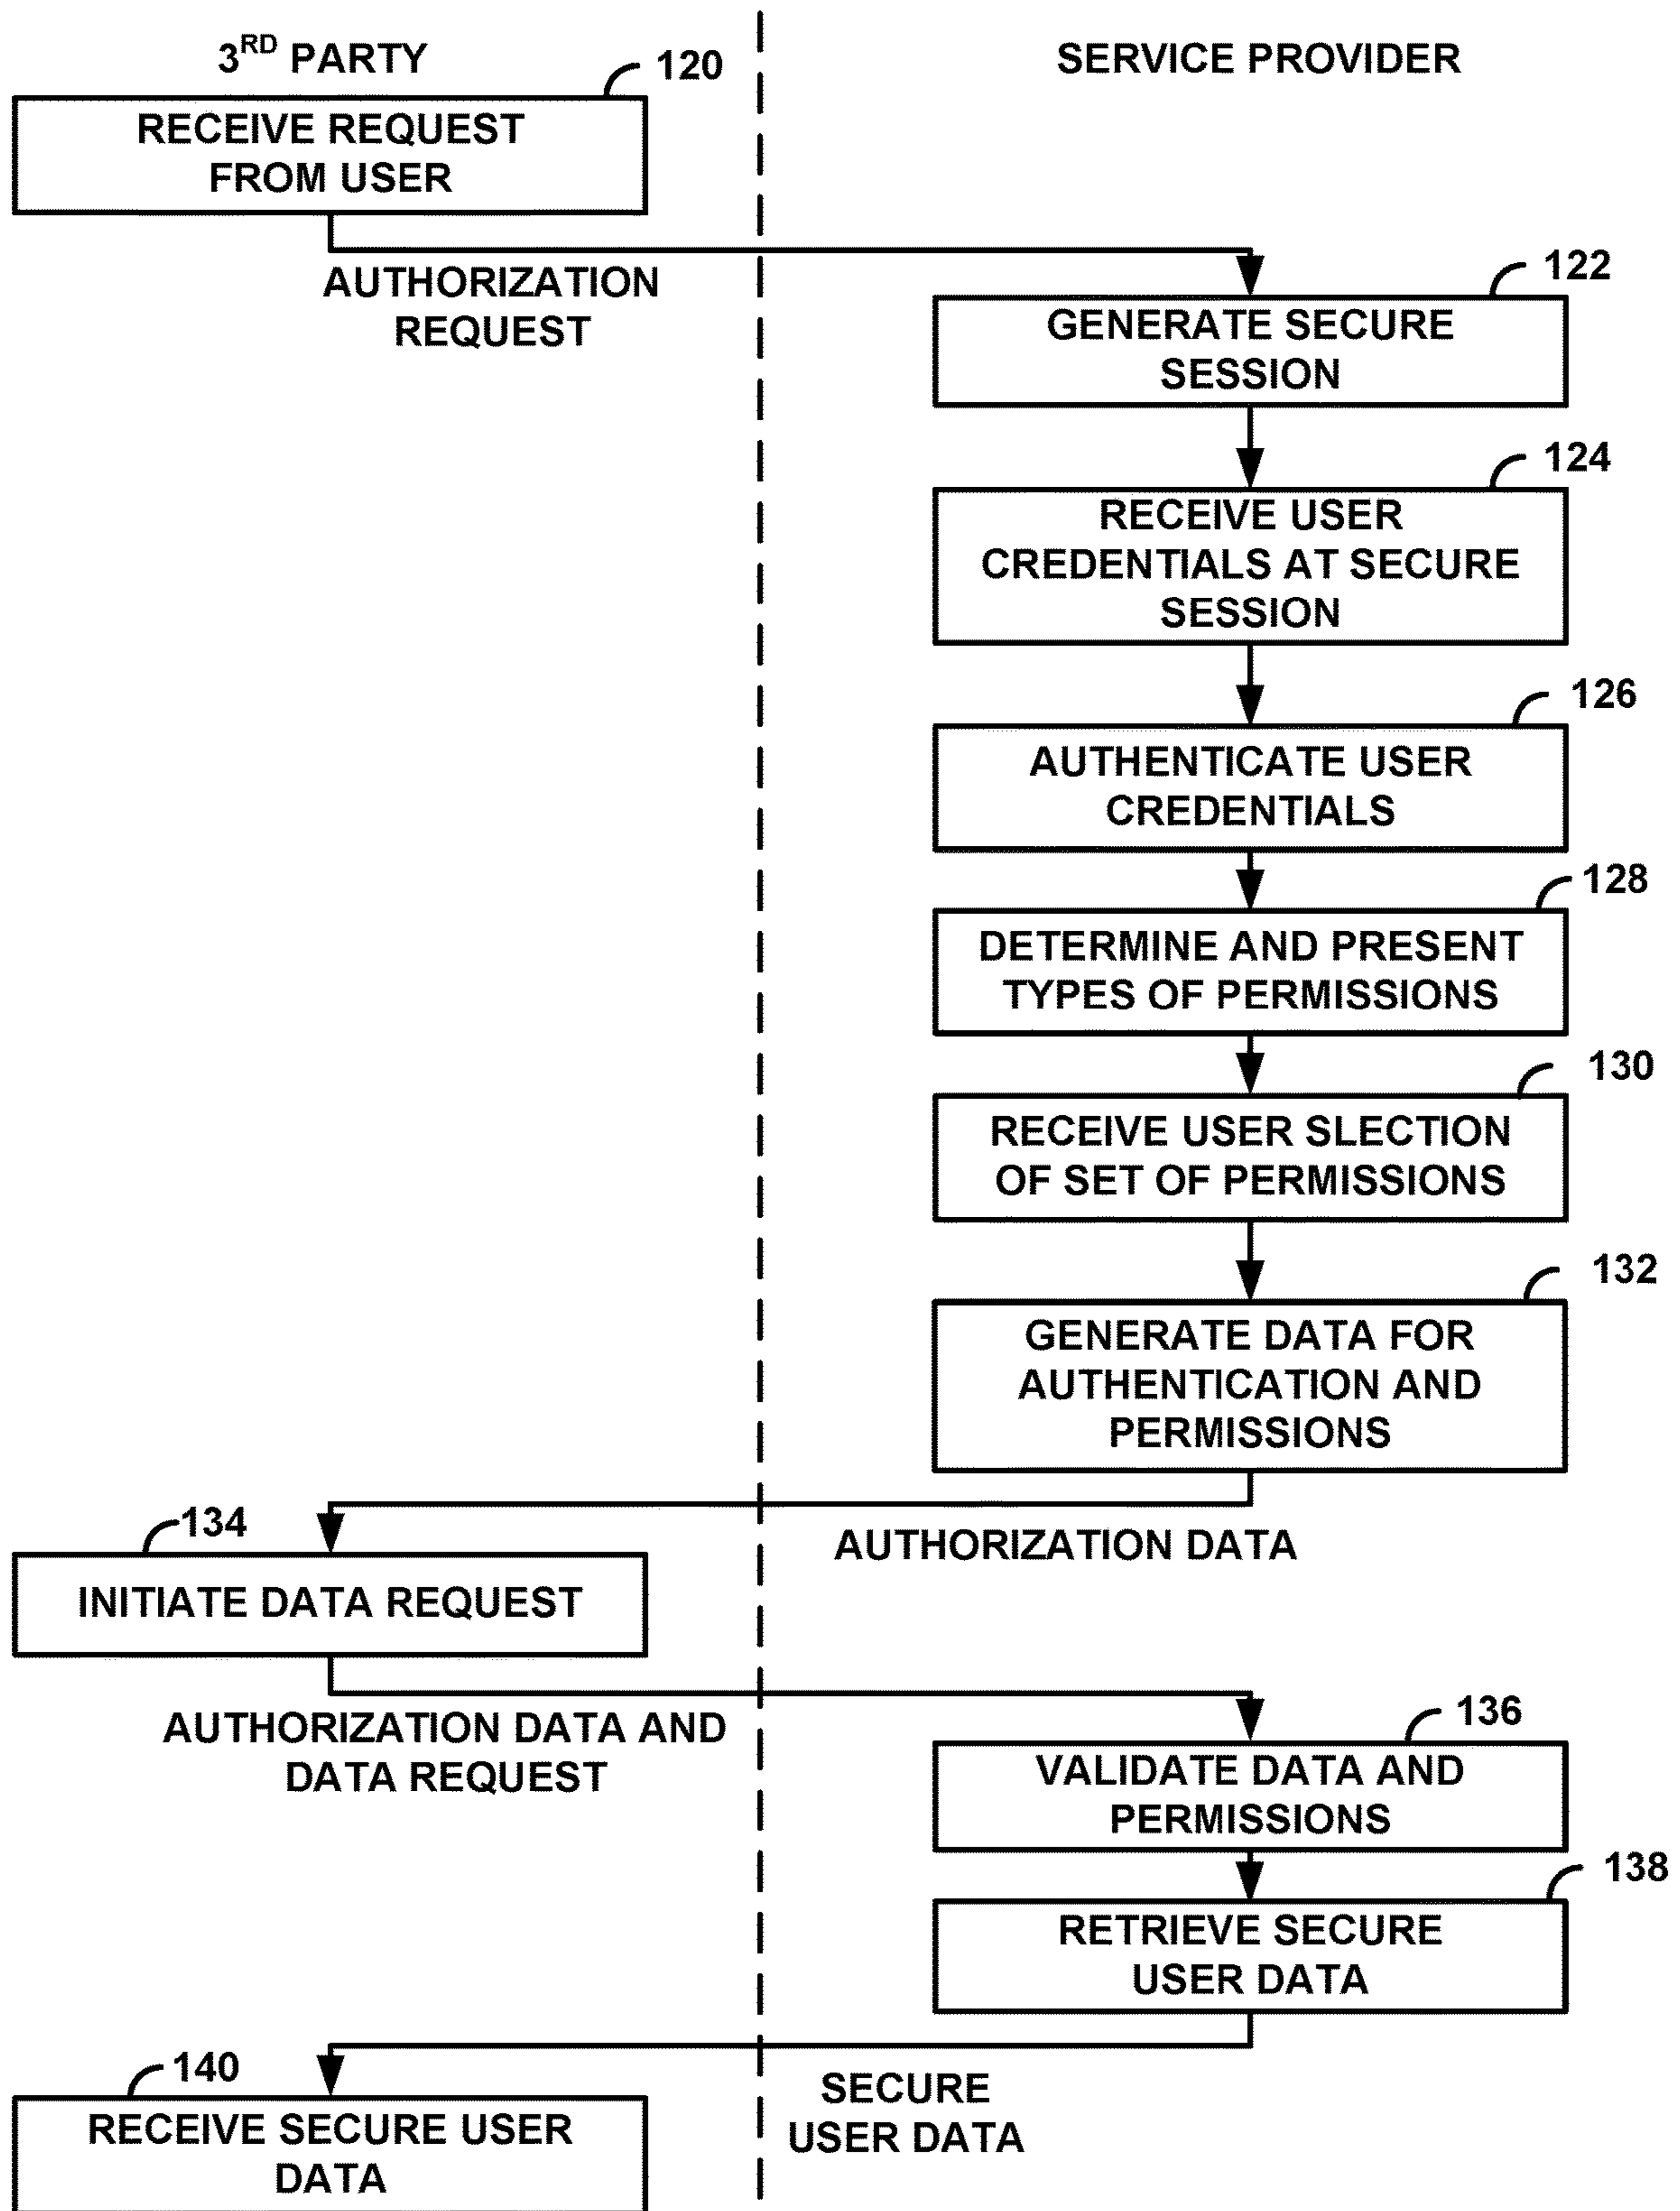 3RD PARTY
SERVICE PROVIDER
120
RECEIVE REQUEST
FROM USER
AUTHORIZATION
REQUEST
122
GENERATE SECURE
SESSION
124
RECEIVE USER
CREDENTIALS AT SECURE
SESSION
126
AUTHENTICATE USER
CREDENTIALS
128
DETERMINE AND PRESENT
TYPES OF PERMISSIONS
130
RECEIVE USER SLECTION
OF SET OF PERMISSIONS
132
GENERATE DATA FOR
AUTHENTICATION AND
PERMISSIONS
AUTHORIZATION DATA
134
INITIATE DATA REQUEST
AUTHORIZATION DATA AND
DATA REQUEST
136
VALIDATE DATA AND
PERMISSIONS
138
RETRIEVE SECURE
USER DATA
SECURE
USER DATA
140
RECEIVE SECURE USER
DATA